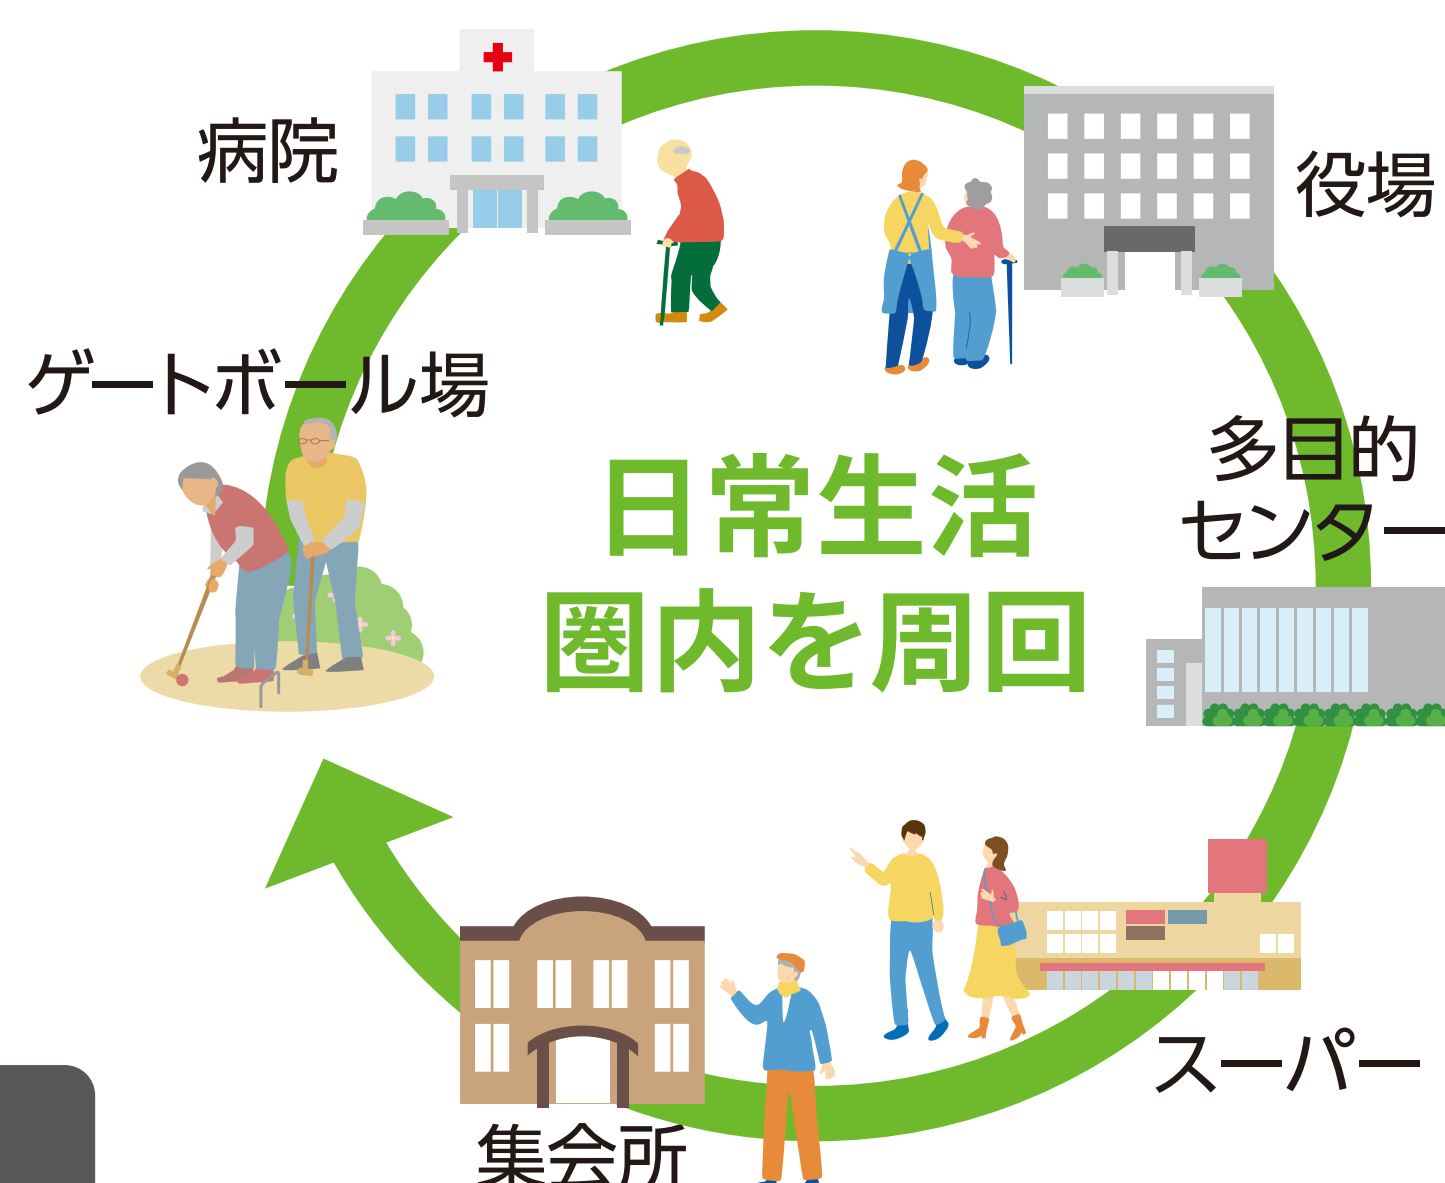 病院
役場
ゲートボール場
多目的
センター
日常生活
圏内を周回
スーパー
集会所